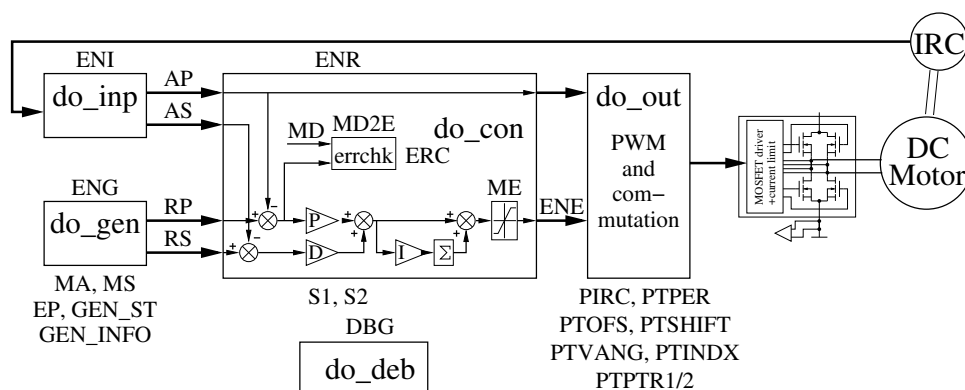 IRC
ENI
ENR
do_inp
AP
AS
MD
MD2E
errchk
ERC
do_con
do_out
PWM
and
com-
mutation
MOSFET driver
+current limit
DC
Motor
ENG
do_gen
RP
RS
+
−
+
−
P
D
+
+
I
Σ
+
+
ME
ENE
MA, MS
EP, GEN_ST
GEN_INFO
S1, S2
DBG
do_deb
PIRC, PTPER
PTOFS, PTSHIFT
PTVANG, PTINDX
PTPTR1/2